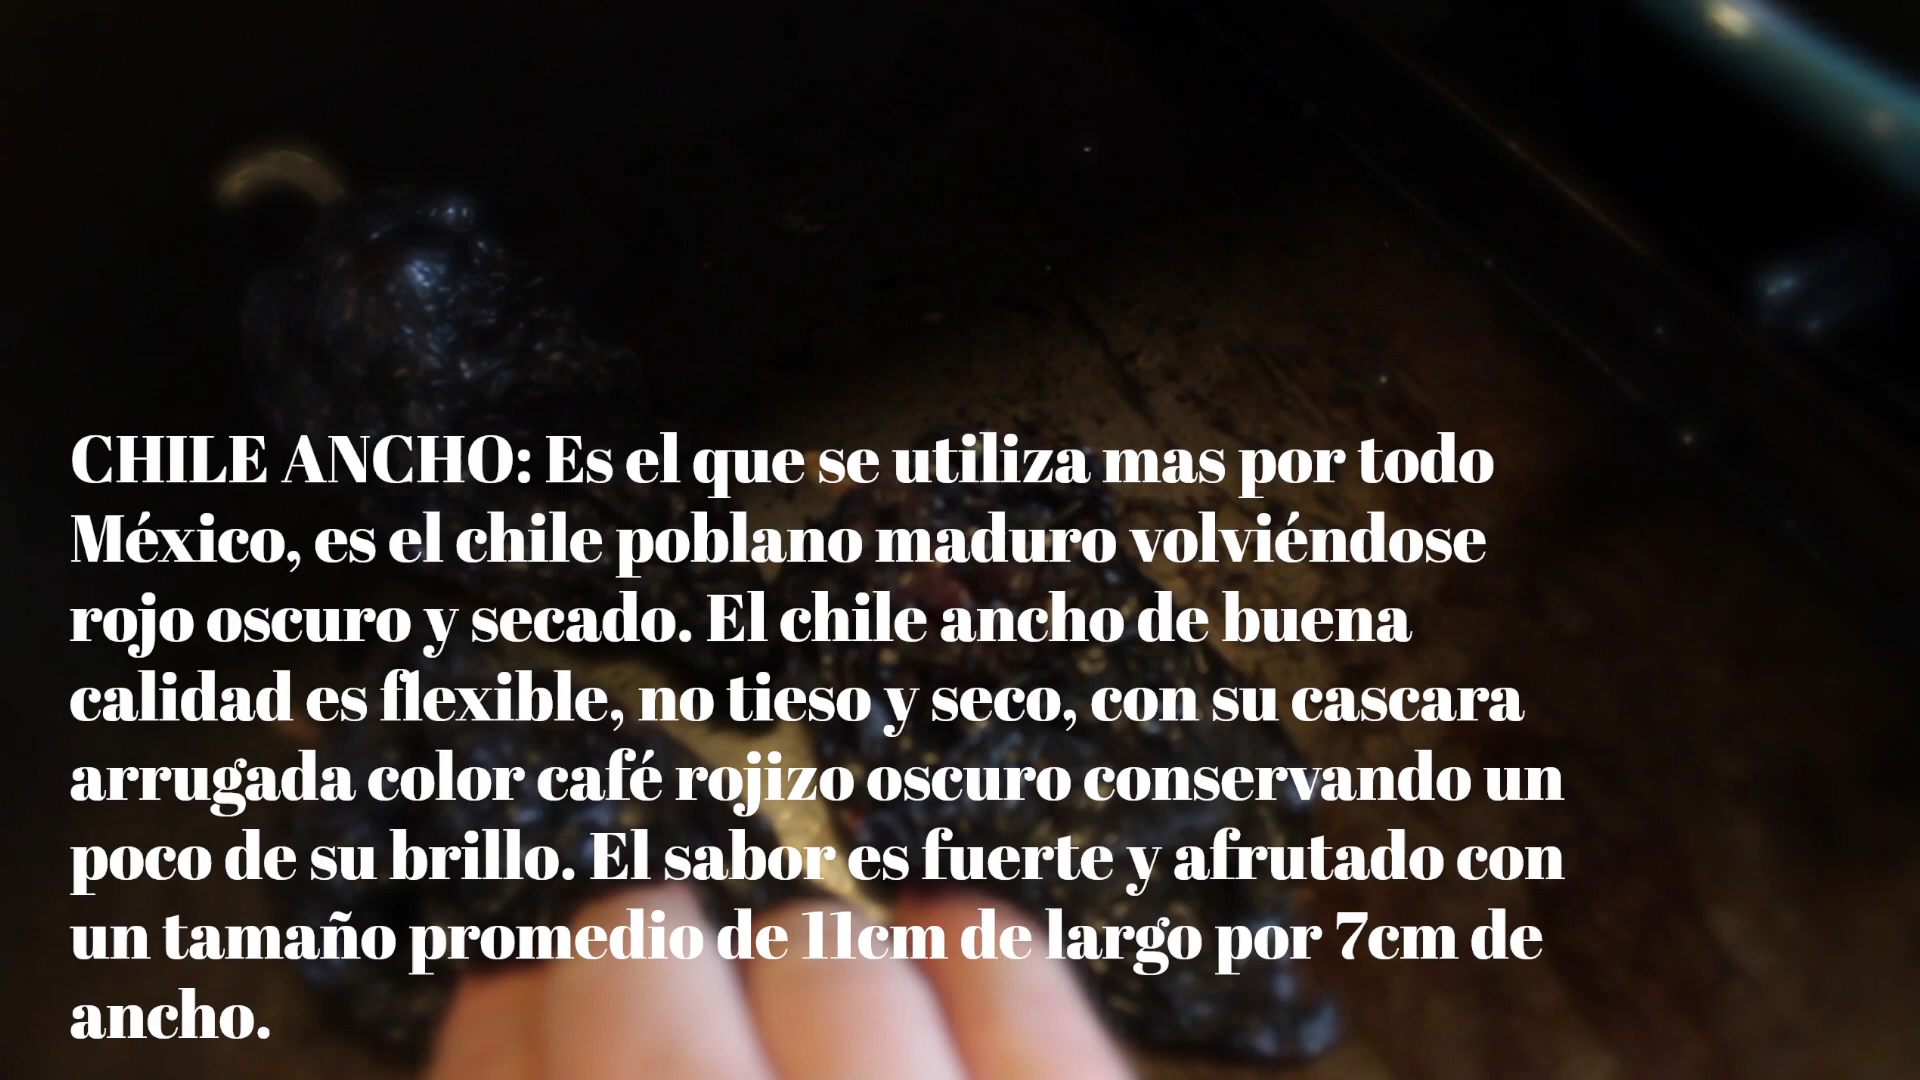 CHILE ANCHO: Es el que se utiliza mas por todo
México, es el chile poblano maduro volviéndose
rojo oscuro y secado. El chile ancho de buena
calidad es flexible, no tieso y seco, con su cascara
arrugada color café rojizo oscuro conservando un
poco de su brillo. El sabor es fuerte y afrutado con
un tamaño promedio de 11cm de largo por 7cm de
ancho.